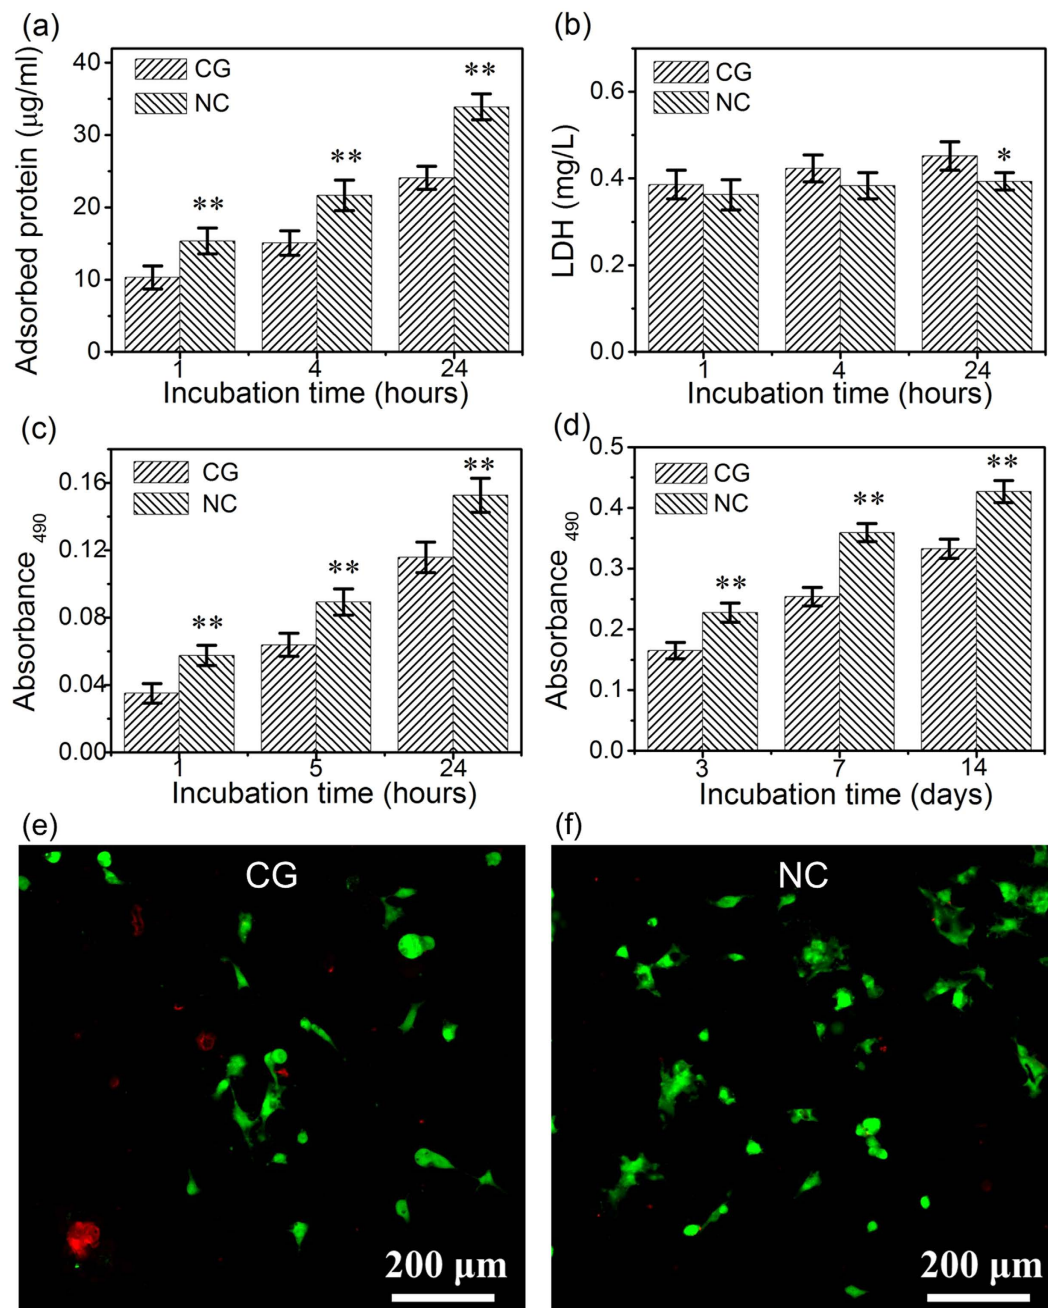 (a)
Adsorbed protein (μg/ml)
40
30
20
10
0
CG
NC
**
**
**
1
4
24
Incubation time (hours)
(b)
LDH (mg/L)
0.6
0.4
0.2
0.0
CG
NC
*
1
4
24
Incubation time (hours)
(c)
Absorbance 490
0.16
0.12
0.08
0.04
0.00
CG
NC
**
**
**
1
5
24
Incubation time (hours)
(d)
Absorbance 490
0.5
0.4
0.3
0.2
0.1
0.0
CG
NC
**
**
**
3
7
14
Incubation time (days)
(e)
CG
200 μm
(f)
NC
200 μm